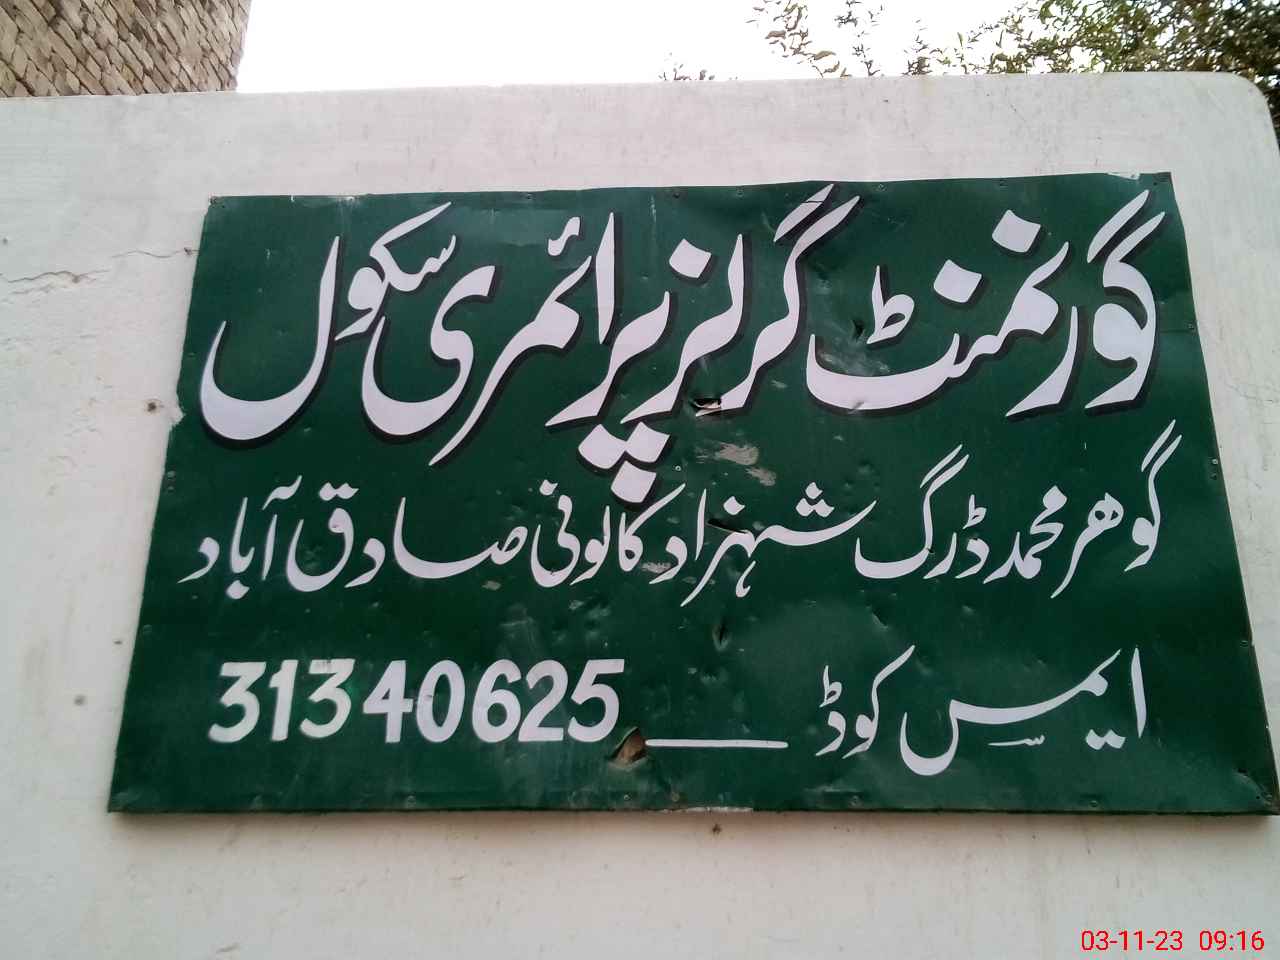 گورنمنٹ گرلز پرائمری سکول
گوھر محمد ڈرگ شہزاد کالونی صادق آباد
ایمس کوڈ __ 31340625
03-11-23 09:16